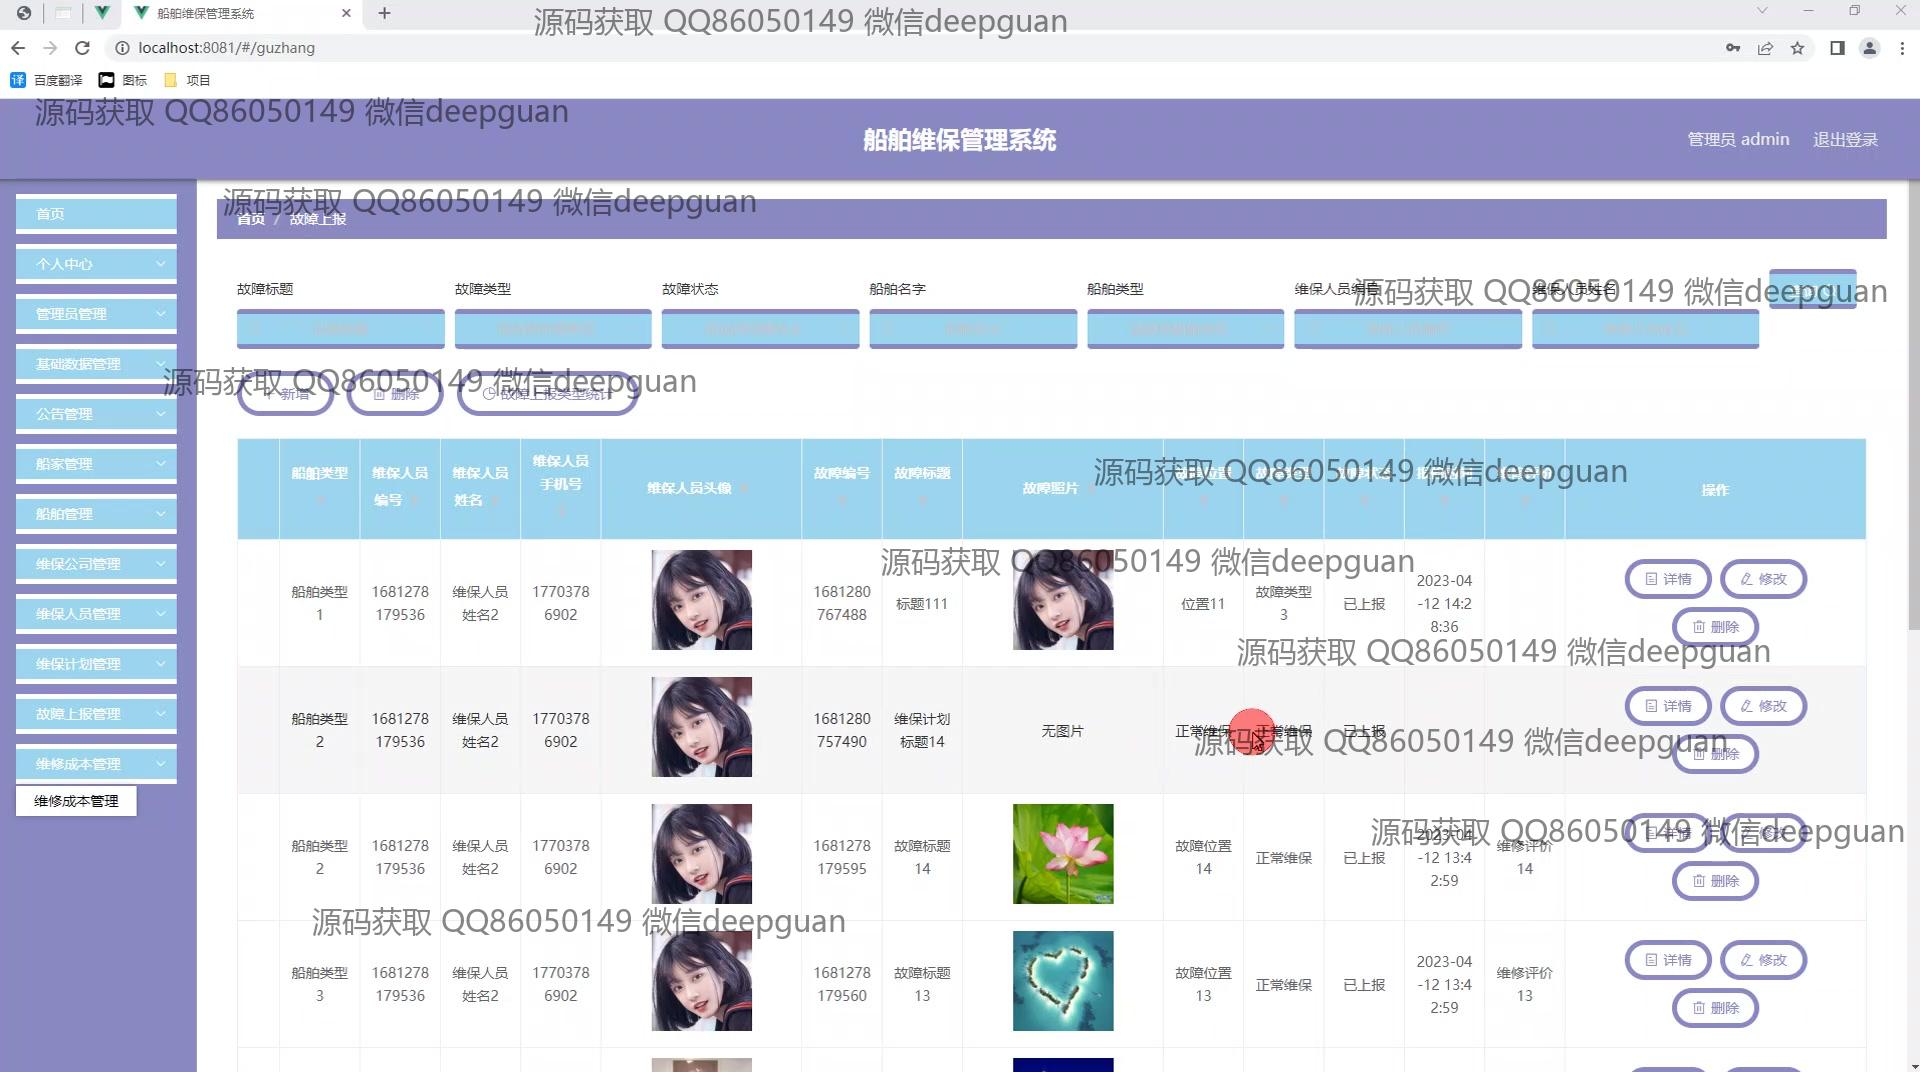 船舶维保管理系统
源码获取 QQ86050149 微信deepguan
localhost:8081/#/guzhang
百度翻译 图标 项目
源码获取 QQ86050149 微信deepguan
船舶维保管理系统
管理员 admin 退出登录
首页
个人中心
管理员管理
基础数据管理
公告管理
船家管理
船舶管理
维保公司管理
维保人员管理
维保计划管理
故障上报管理
维修成本管理
维修成本管理
源码获取 QQ86050149 微信deepguan
首页 / 故障上报
故障标题 故障类型 故障状态 船舶名字 船舶类型 维保人员编号 维保人员姓名
源码获取 QQ86050149 微信deepguan
源码获取 QQ86050149 微信deepguan
新增 删除 故障上报类型统计
船舶类型 维保人员编号 维保人员姓名 维保人员手机号 维保人员头像 故障编号 故障标题 故障照片 故障位置 故障类型 故障状态 操作
源码获取 QQ86050149 微信deepguan
源码获取 QQ86050149 微信deepguan
船舶类型1 1681278179536 维保人员姓名2 17703786902 1681280767488 标题111 位置11 故障类型3 已上报 2023-04-12 14:28:36 详情 修改 删除
源码获取 QQ86050149 微信deepguan
船舶类型2 1681278179536 维保人员姓名2 17703786902 1681280757490 维保计划标题14 无图片 正常维保 正常维保 已上报 详情 修改 删除
源码获取 QQ86050149 微信deepguan
源码获取 QQ86050149 微信deepguan
船舶类型2 1681278179536 维保人员姓名2 17703786902 1681278179595 故障标题14 故障位置14 正常维保 已上报 2023-04-12 13:42:59 维修评价14 详情 修改 删除
源码获取 QQ86050149 微信deepguan
船舶类型3 1681278179536 维保人员姓名2 17703786902 1681278179560 故障标题13 故障位置13 正常维保 已上报 2023-04-12 13:42:59 维修评价13 详情 修改 删除